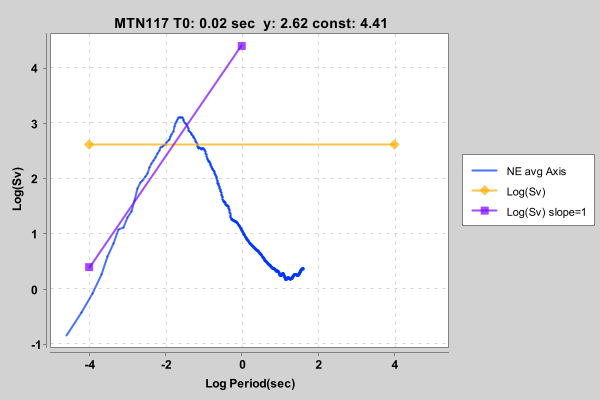 MTN117 T0: 0.02 sec y: 2.62 const: 4.41
4
3
2
1
0
-1
Log(Sv)
-4
-2
0
2
4
Log Period(sec)
NE avg Axis
Log(Sv)
Log(Sv) slope=1